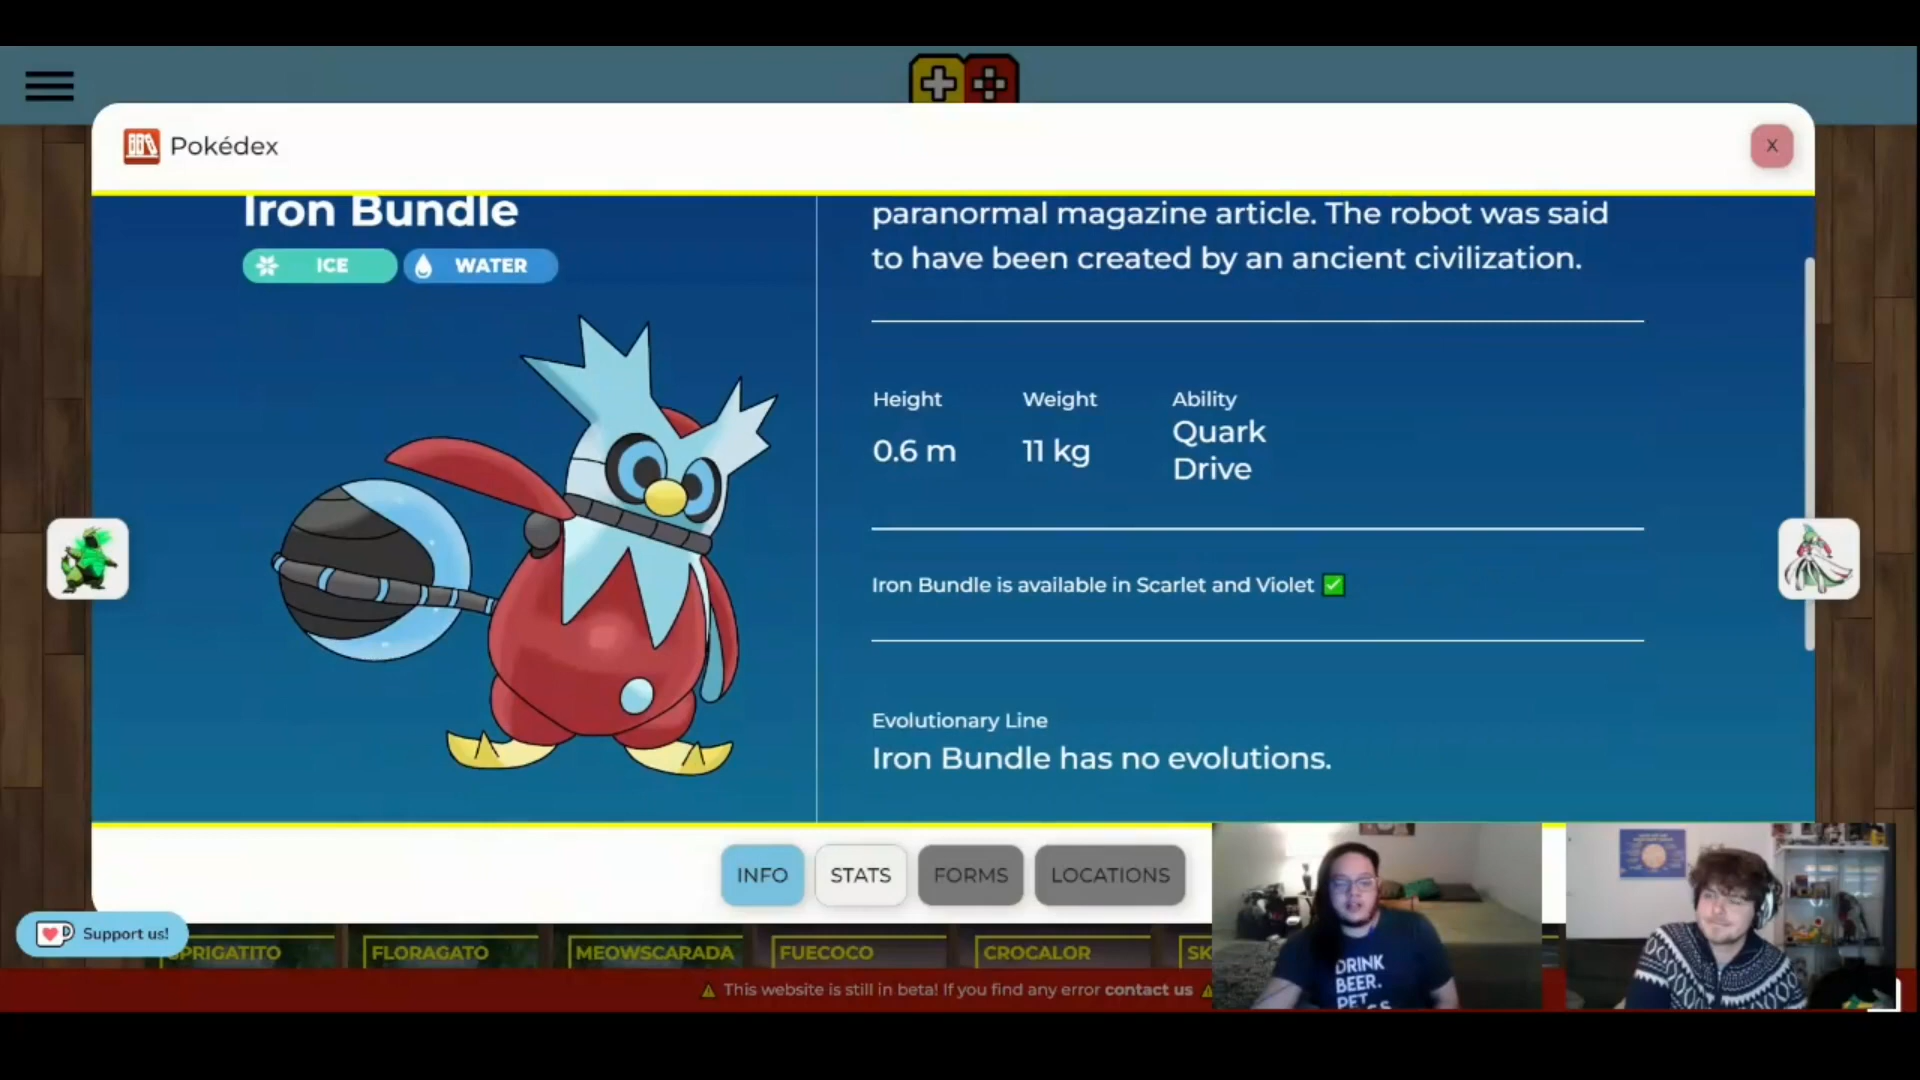 Pokédex
X
Iron Bundle
ICE
WATER
paranormal magazine article. The robot was said
to have been created by an ancient civilization.
Height
Weight
Ability
0.6 m
11 kg
Quark
Drive
Iron Bundle is available in Scarlet and Violet
Evolutionary Line
Iron Bundle has no evolutions.
INFO
STATS
FORMS
LOCATIONS
Support us!
SPRIGATITO
FLORAGATO
MEOWSCARADA
FUECOCO
CROCALOR
SK
This website is still in beta! If you find any error contact us
DRINK
BEER.
PET